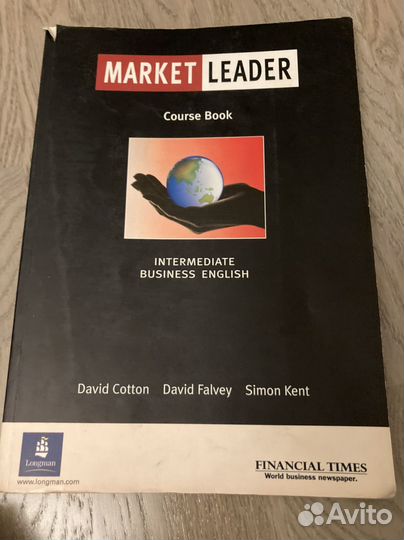 MARKET LEADER
Course Book
INTERMEDIATE
BUSINESS ENGLISH
David Cotton David Falvey Simon Kent
Longman
www.longman.com
FINANCIAL TIMES
World business newspaper.
Avito